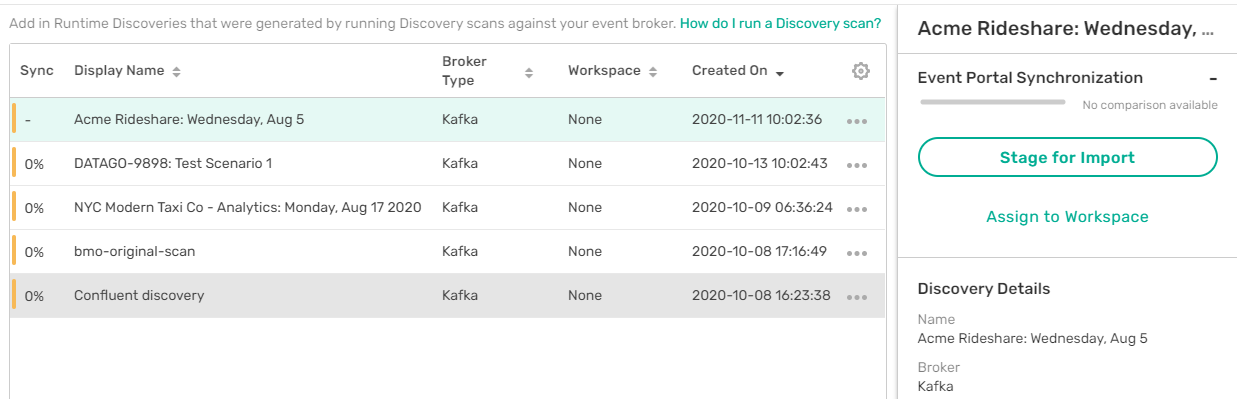 Add in Runtime Discoveries that were generated by running Discovery scans against your event broker. How do I run a Discovery scan?
Sync Display Name Broker Type Workspace Created On
- Acme Rideshare: Wednesday, Aug 5 Kafka None 2020-11-11 10:02:36
0% DATAGO-9898: Test Scenario 1 Kafka None 2020-10-13 10:02:43
0% NYC Modern Taxi Co - Analytics: Monday, Aug 17 2020 Kafka None 2020-10-09 06:36:24
0% bmo-original-scan Kafka None 2020-10-08 17:16:49
0% Confluent discovery Kafka None 2020-10-08 16:23:38
Acme Rideshare: Wednesday, ...
Event Portal Synchronization -
No comparison available
Stage for Import
Assign to Workspace
Discovery Details
Name
Acme Rideshare: Wednesday, Aug 5
Broker
Kafka